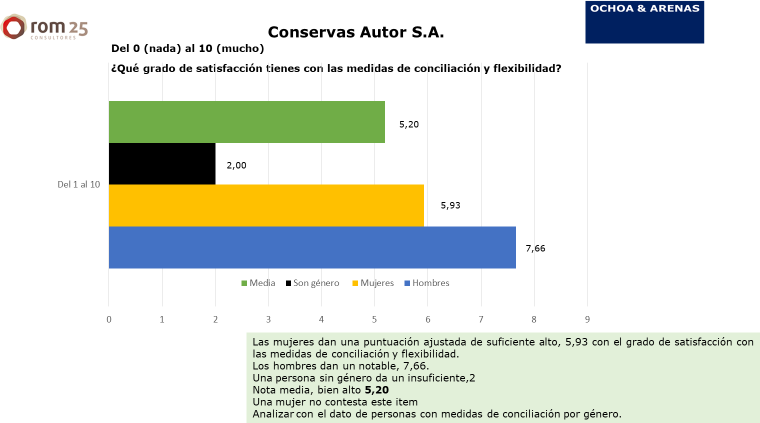 rom 25
CONSULTORES
Conservas Autor S.A.
OCHOA & ARENAS
Del 0 (nada) al 10 (mucho)
¿Qué grado de satisfacción tienes con las medidas de conciliación y flexibilidad?
5,20
2,00
Del 1 al 10
5,93
7,66
Media Son género Mujeres Hombres
0 1 2 3 4 5 6 7 8 9
Las mujeres dan una puntuación ajustada de suficiente alto, 5,93 con el grado de satisfacción con
las medidas de conciliación y flexibilidad.
Los hombres dan un notable, 7,66.
Una persona sin género da un insuficiente,2
Nota media, bien alto 5,20
Una mujer no contesta este item
Analizar con el dato de personas con medidas de conciliación por género.